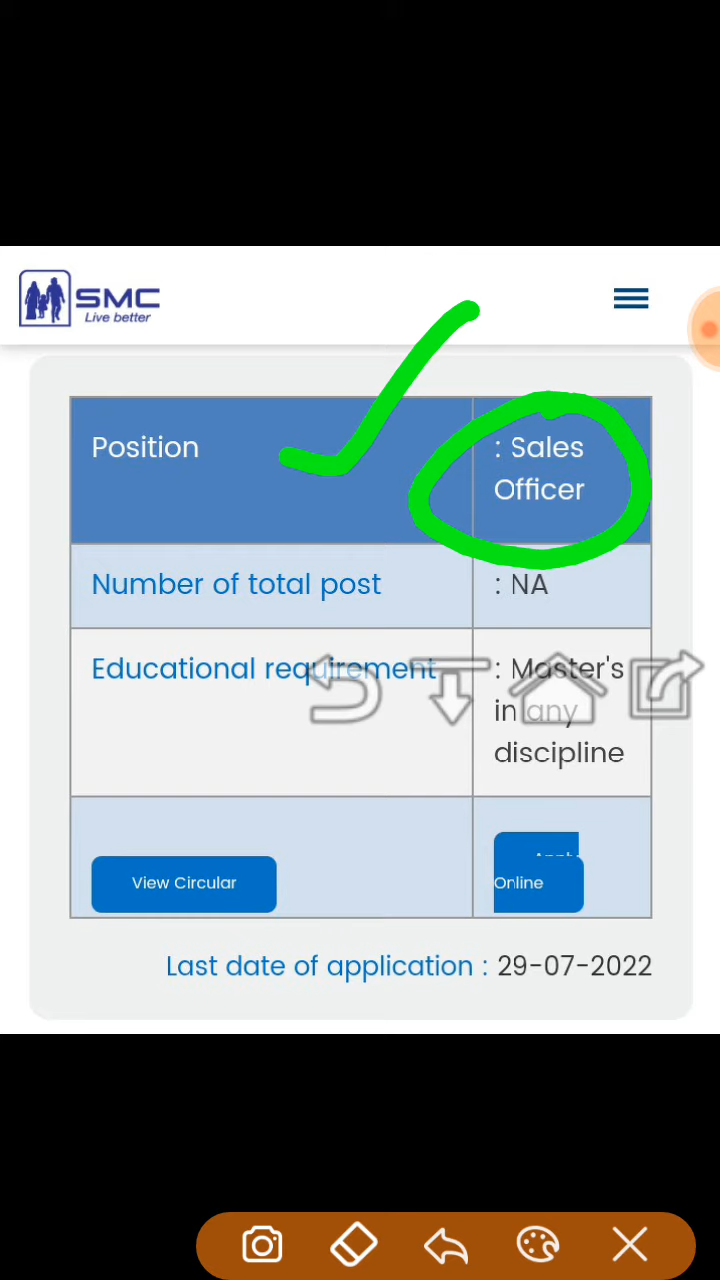 SMC
Live better
Position
: Sales
Officer
Number of total post
: NA
Educational requirement
: Master's
in any
discipline
View Circular
Apply
Online
Last date of application : 29-07-2022